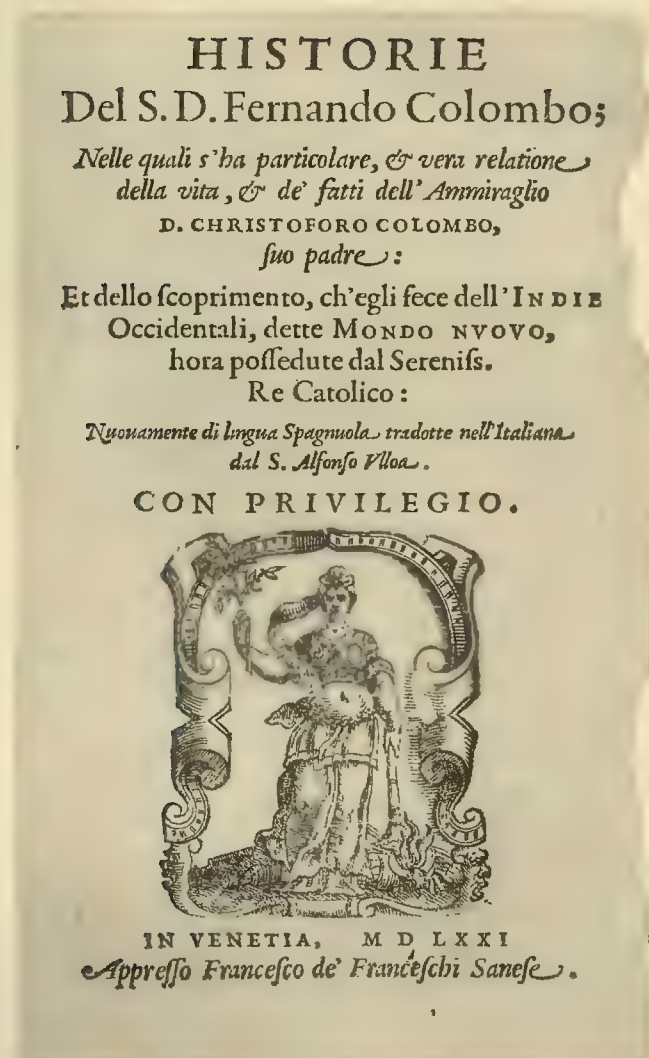 HISTORIE
Del S. D. Fernando Colombo;
Nelle quali s'ha particolare, & vera relatione
della vita, & de' fatti dell'Ammiraglio
D. CHRISTOFORO COLOMBO,
ſuo padre:
Et dello ſcoprimento, ch'egli fece dell'INDIE
Occidentali, dette MONDO NVOVO,
hora poſſedute dal Sereniſs.
Re Catolico:
Nuouamente di lingua Spagnuola tradotte nell'Italiana
dal S. Alfonſo Vlloa.
CON PRIVILEGIO.
IN VENETIA, M D LXXI
Appreſſo Franceſco de' Franceſchi Saneſe.